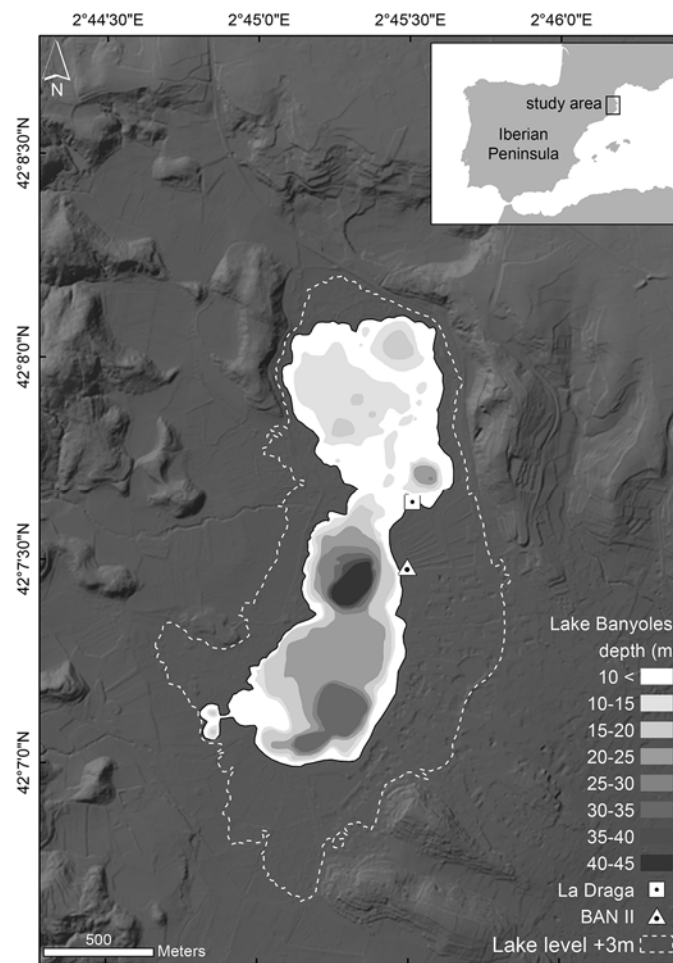 2°44'30"E 2°45'0"E 2°45'30"E 2°46'0"E
N
study area
Iberian
Peninsula
42°8'30"N
42°8'0"N
42°7'30"N
42°7'0"N
Lake Banyoles
depth (m
10 <
10-15
15-20
20-25
25-30
30-35
35-40
40-45
La Draga
BAN II
Lake level +3m
500
Meters